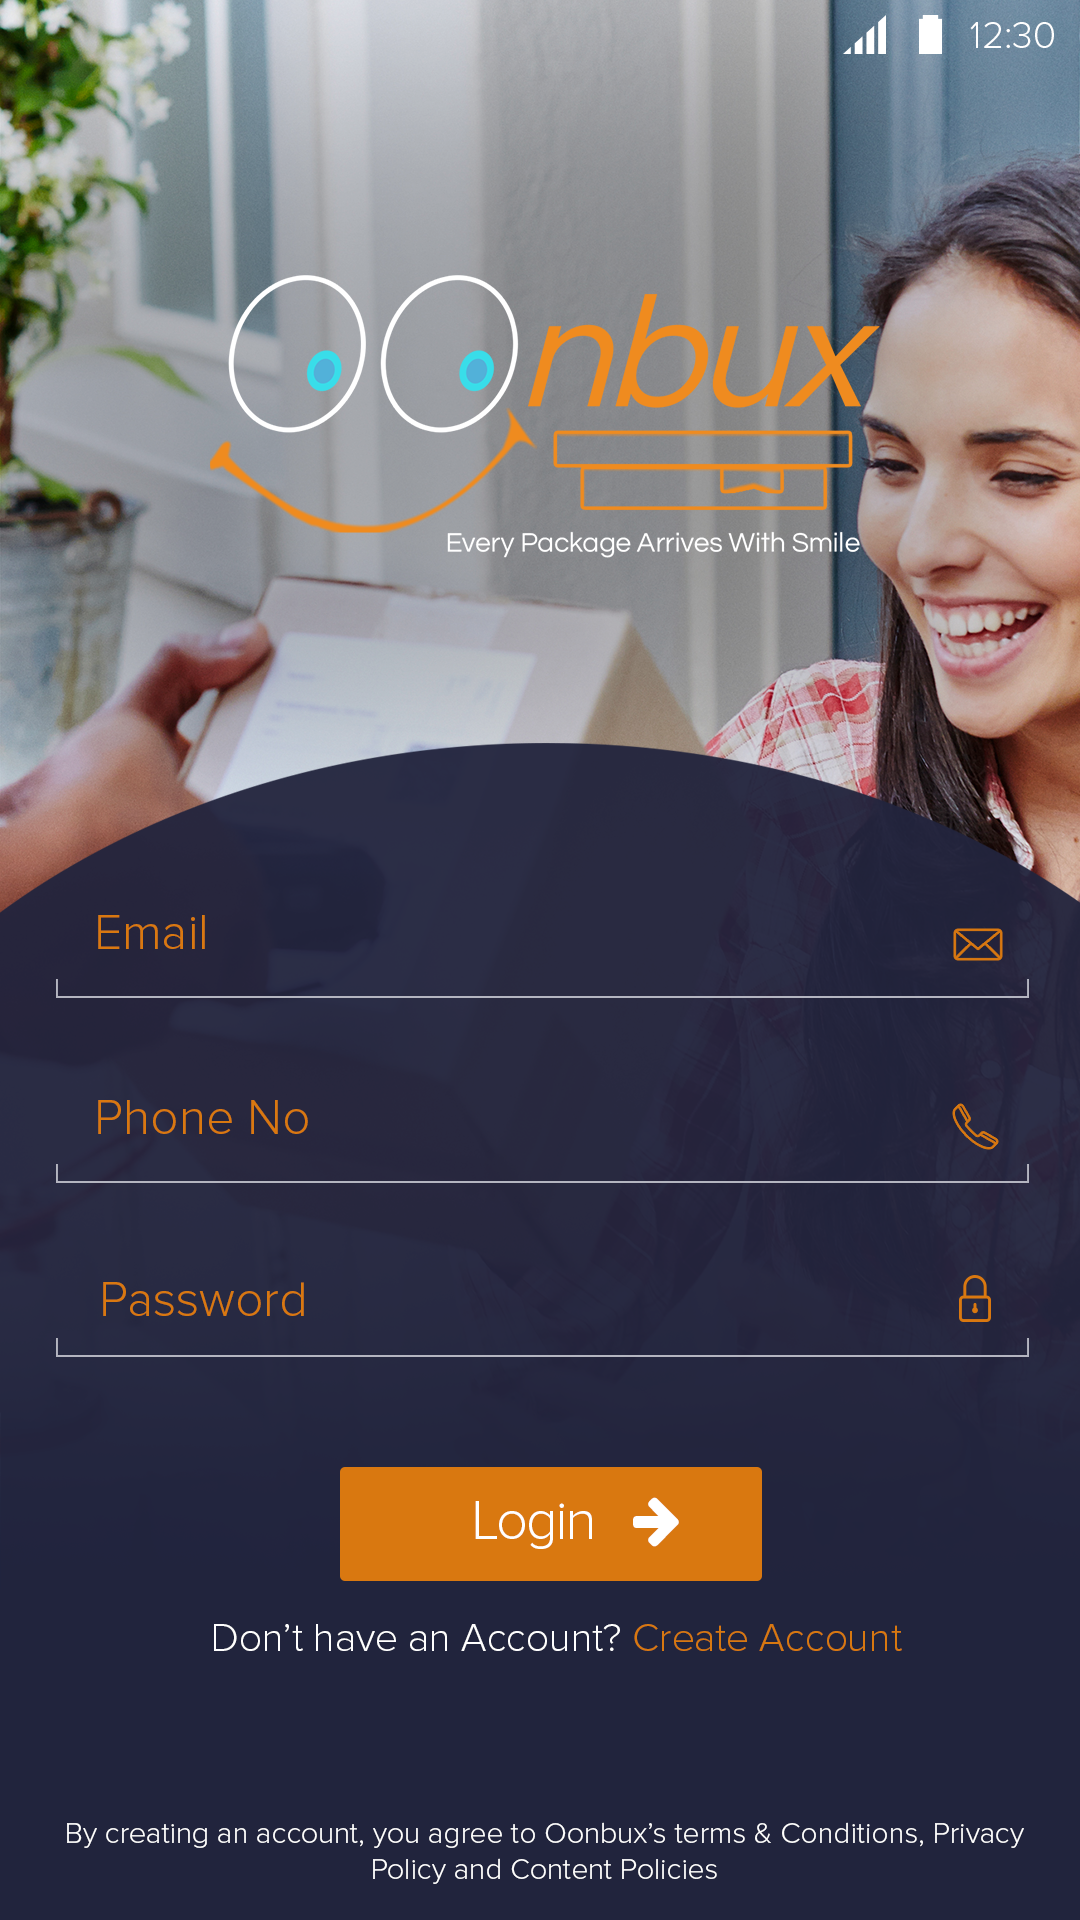 12:30
Oonbux
Every Package Arrives With Smile
Email
Phone No
Password
Login
Don’t have an Account? Create Account
By creating an account, you agree to Oonbux’s terms & Conditions, Privacy
Policy and Content Policies